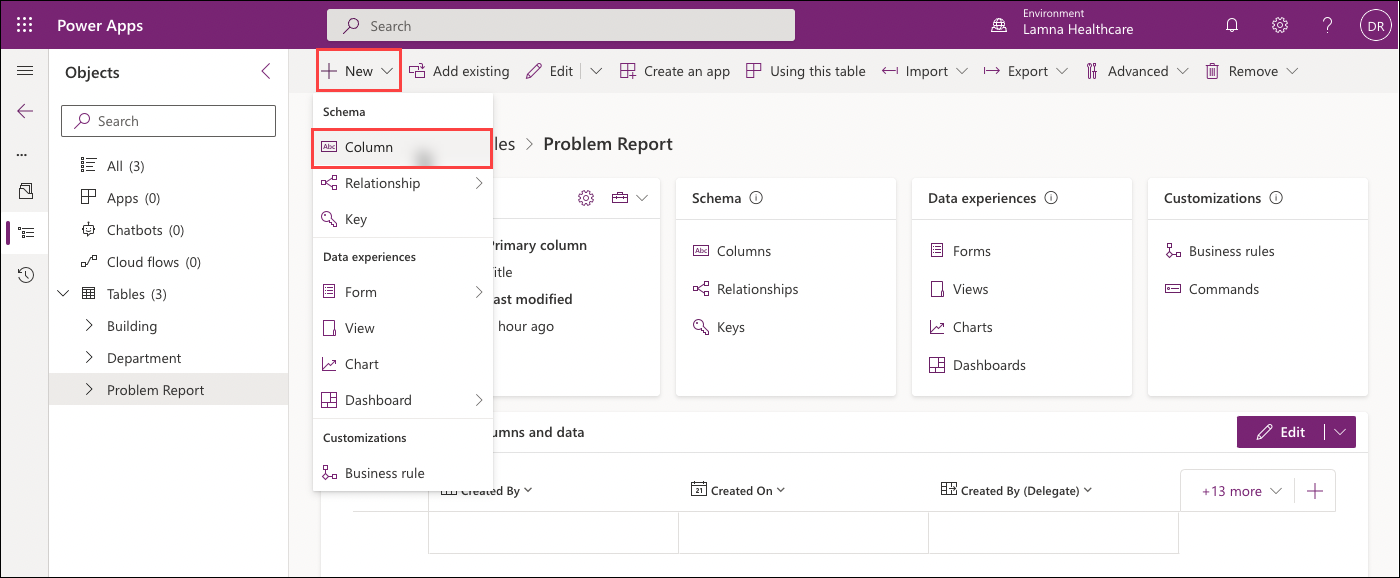 Power Apps
Search
Environment
Lamna Healthcare
?
DR
Objects
Search
All (3)
Apps (0)
Chatbots (0)
Cloud flows (0)
Tables (3)
Building
Department
Problem Report
New
Add existing
Edit
Create an app
Using this table
Import
Export
Advanced
Remove
Schema
Abc Column
Relationship
Key
Data experiences
Form
View
Chart
Dashboard
Customizations
Business rule
les > Problem Report
Primary column
Title
Last modified
hour ago
Schema
Abc Columns
Relationships
Keys
Data experiences
Forms
Views
Charts
Dashboards
Customizations
Business rules
Commands
umns and data
Edit
Created By
21 Created On
Created By (Delegate)
+13 more